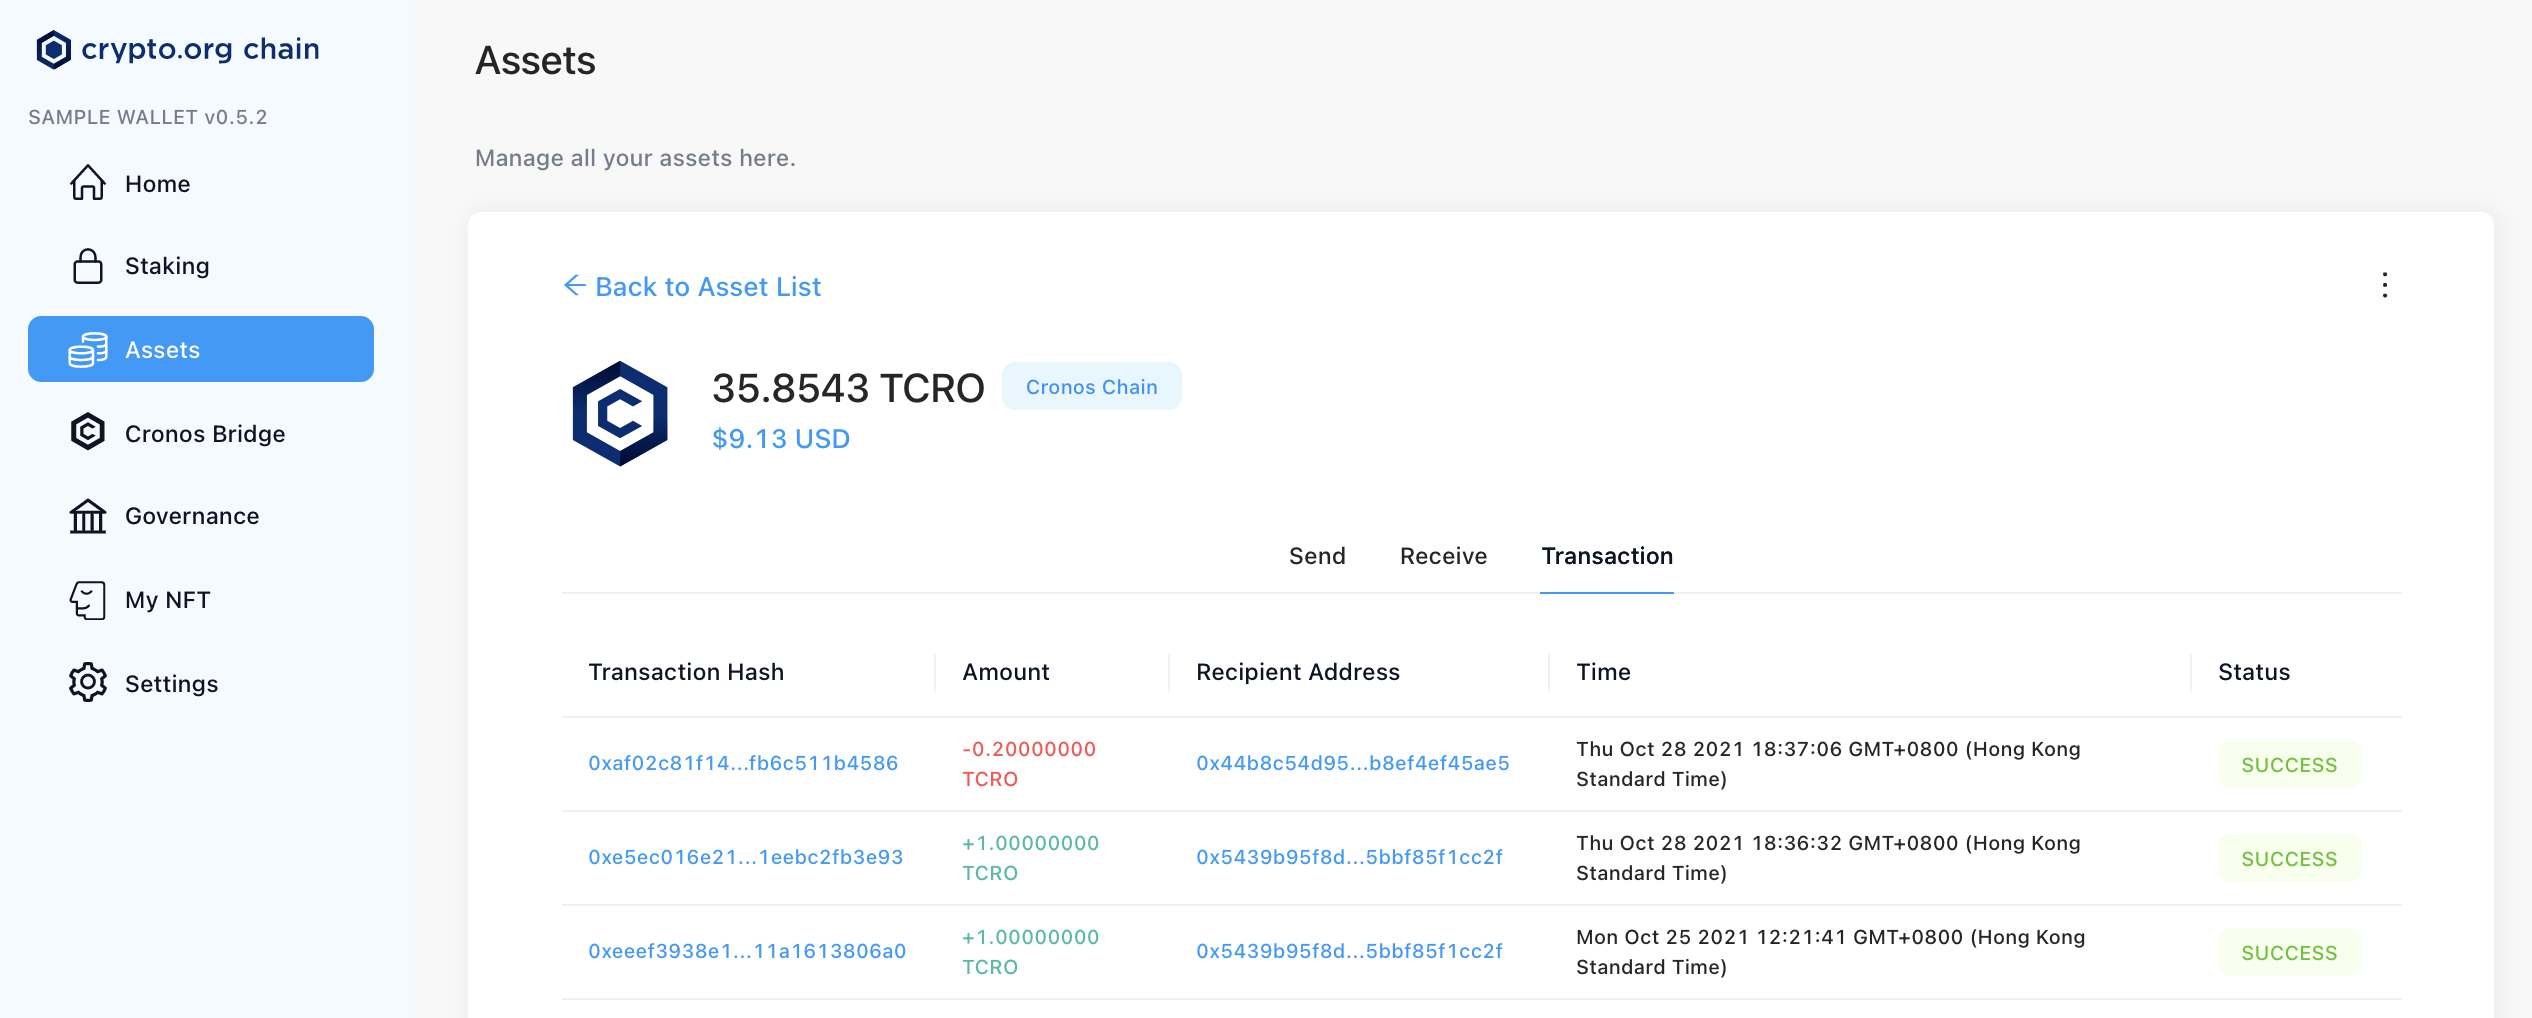 crypto.org chain
SAMPLE WALLET v0.5.2
Home
Staking
Assets
Cronos Bridge
Governance
My NFT
Settings
Assets
Manage all your assets here.
Back to Asset List
35.8543 TCRO Cronos Chain
$9.13 USD
Send Receive Transaction
Transaction Hash Amount Recipient Address Time Status
0xaf02c81f14...fb6c511b4586
-0.20000000
TCRO
0x44b8c54d95...b8ef4ef45ae5
Thu Oct 28 2021 18:37:06 GMT+0800 (Hong Kong
Standard Time)
SUCCESS
0xe5ec016e21...1eebc2fb3e93
+1.00000000
TCRO
0x5439b95f8d...5bbf85f1cc2f
Thu Oct 28 2021 18:36:32 GMT+0800 (Hong Kong
Standard Time)
SUCCESS
0xeeef3938e1...11a1613806a0
+1.00000000
TCRO
0x5439b95f8d...5bbf85f1cc2f
Mon Oct 25 2021 12:21:41 GMT+0800 (Hong Kong
Standard Time)
SUCCESS